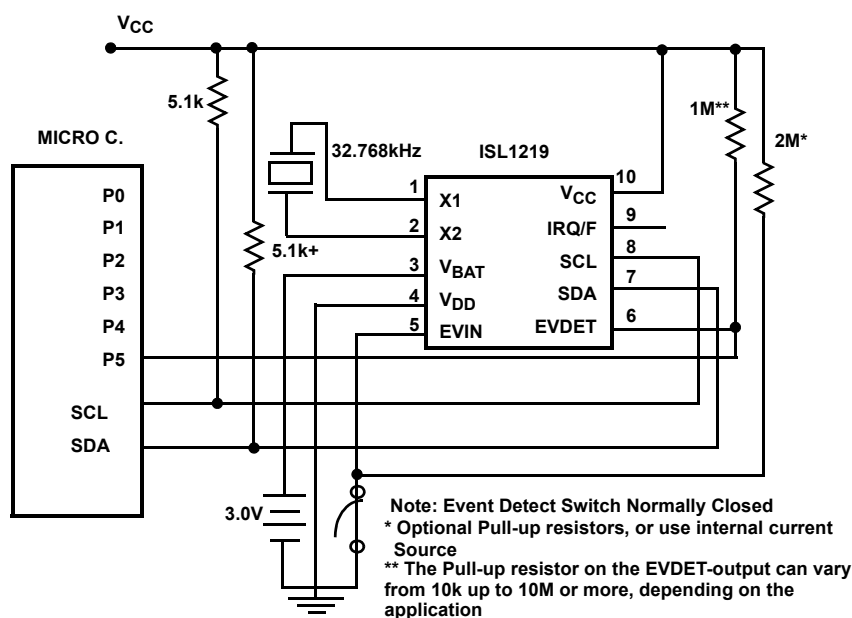 VCC
5.1k
1M**
2M*
MICRO C.
32.768kHz
ISL1219
P0
P1
P2
P3
P4
P5
SCL
SDA
5.1k+
1
2
3
4
5
X1
X2
VBAT
VDD
EVIN
VCC
IRQ/F
SCL
SDA
EVDET
10
9
8
7
6
3.0V
Note: Event Detect Switch Normally Closed
* Optional Pull-up resistors, or use internal current
Source
** The Pull-up resistor on the EVDET-output can vary
from 10k up to 10M or more, depending on the
application